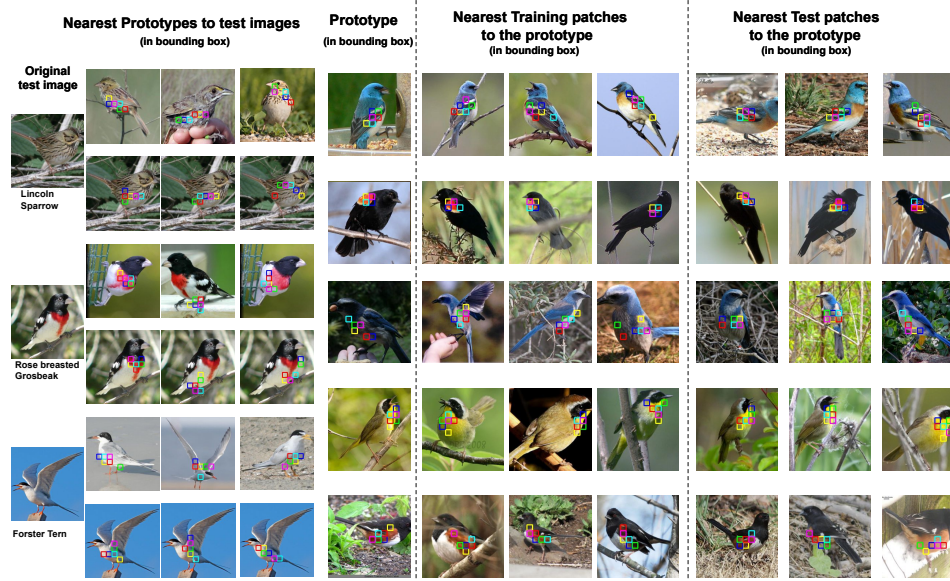 Nearest Prototypes to test images
(in bounding box)
Prototype
(in bounding box)
Nearest Training patches
to the prototype
(in bounding box)
Nearest Test patches
to the prototype
(in bounding box)
Original
test image
Lincoln
Sparrow
Rose breasted
Grosbeak
Forster Tern